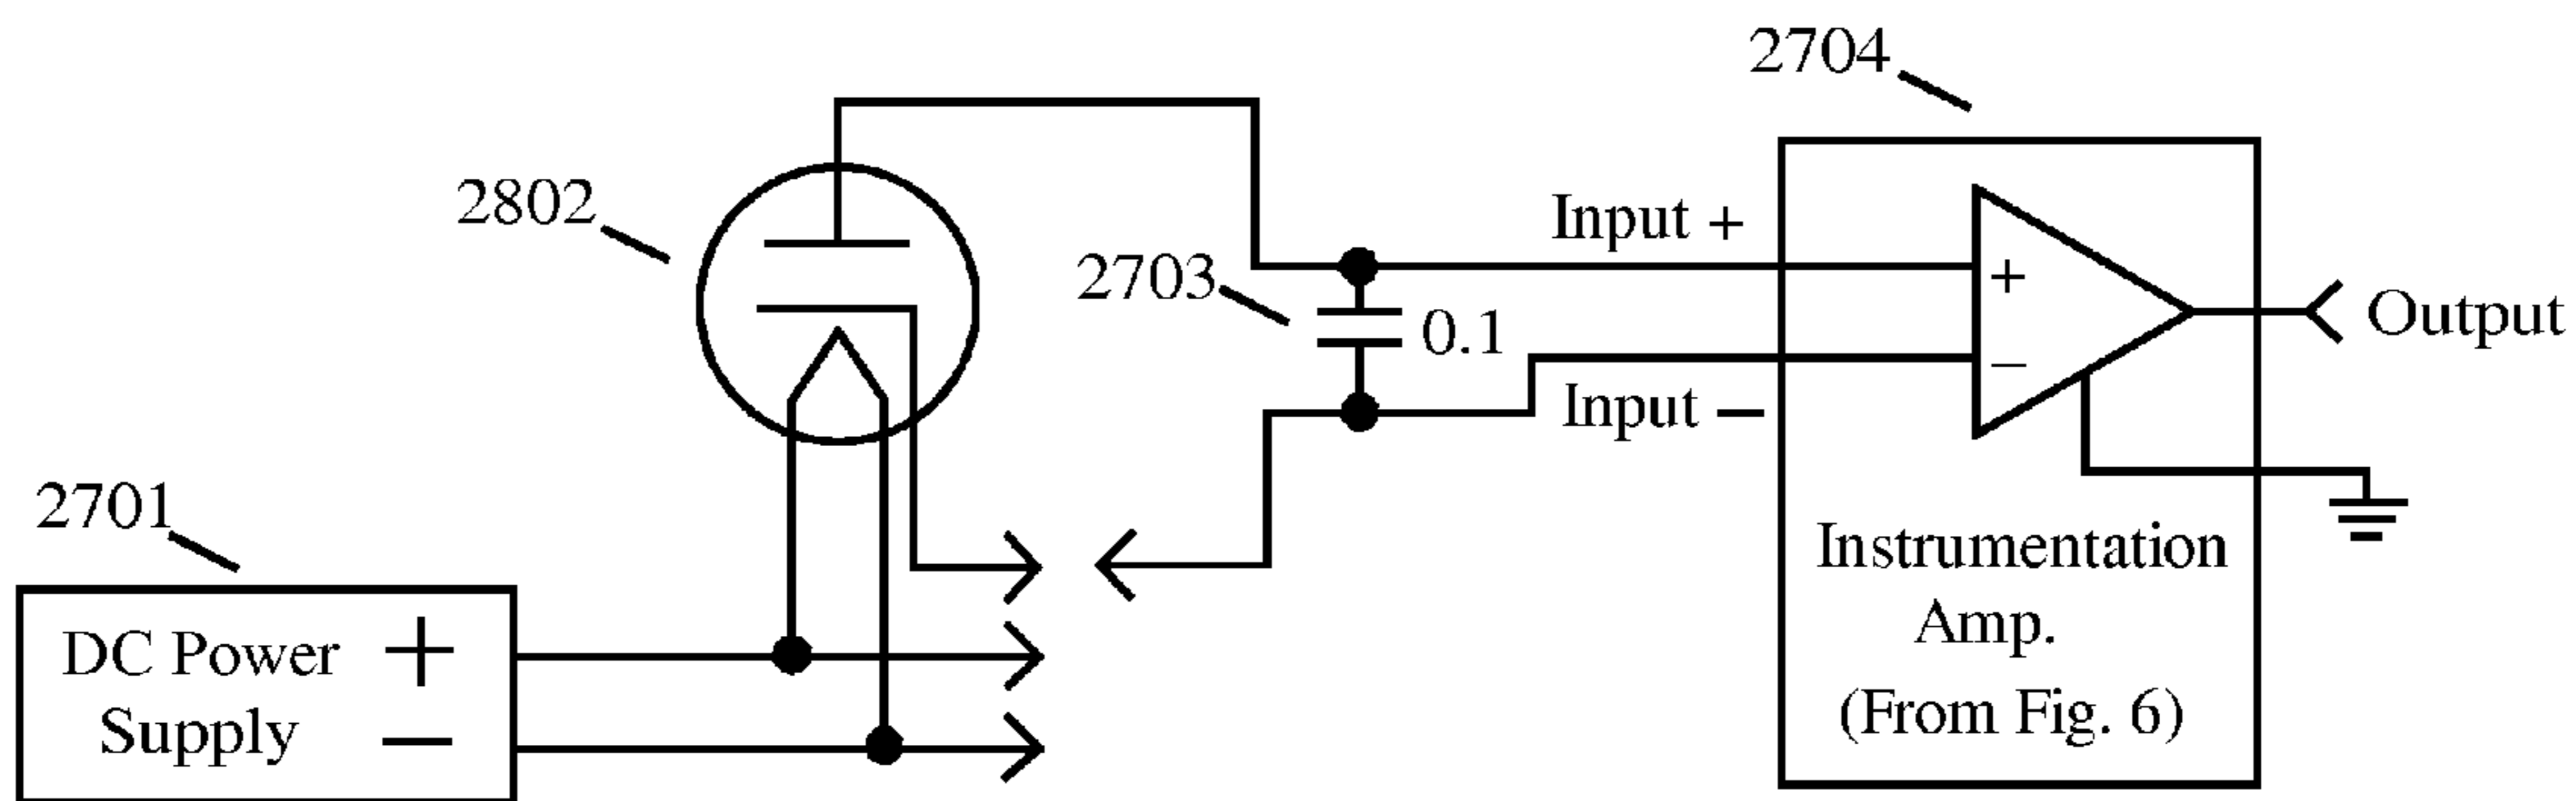 2704
2802
Input +
2703
0.1
+
−
Output
Input −
2701
DC Power +
Supply −
Instrumentation
Amp.
(From Fig. 6)